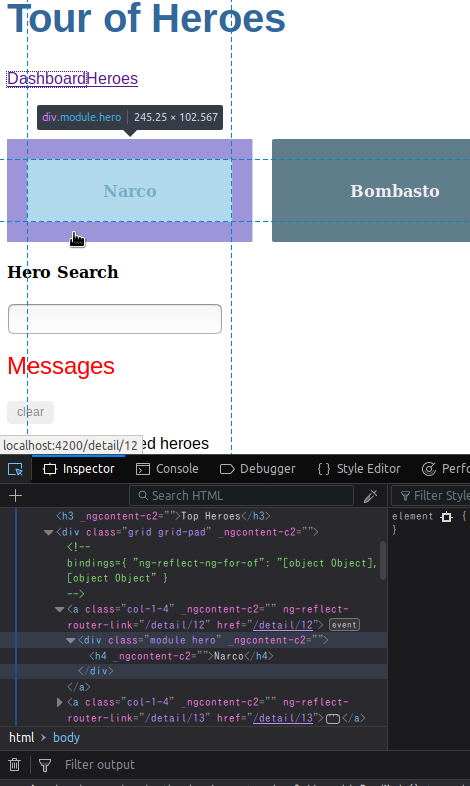 Tour of Heroes
DashboardHeroes
div.module.hero 245.25 × 102.567
Narco Bombasto
Hero Search
Messages
clear
localhost:4200/detail/12 ed heroes
Inspector Console Debugger {} Style Editor Perfo
+ Search HTML Filter Style
<h3 _ngcontent-c2="">Top Heroes</h3>
<div class="grid grid-pad" _ngcontent-c2="">
<!--
bindings={ "ng-reflect-ng-for-of": "[object Object],
[object Object" }
-->
<a class="col-1-4" _ngcontent-c2="" ng-reflect-
router-link="/detail/12" href="/detail/12"> event
<div class="module hero" _ngcontent-c2="">
<h4 _ngcontent-c2="">Narco</h4>
</div>
</a>
<a class="col-1-4" _ngcontent-c2="" ng-reflect-
router-link="/detail/13" href="/detail/13"></a>
element {
}
html > body
Filter output